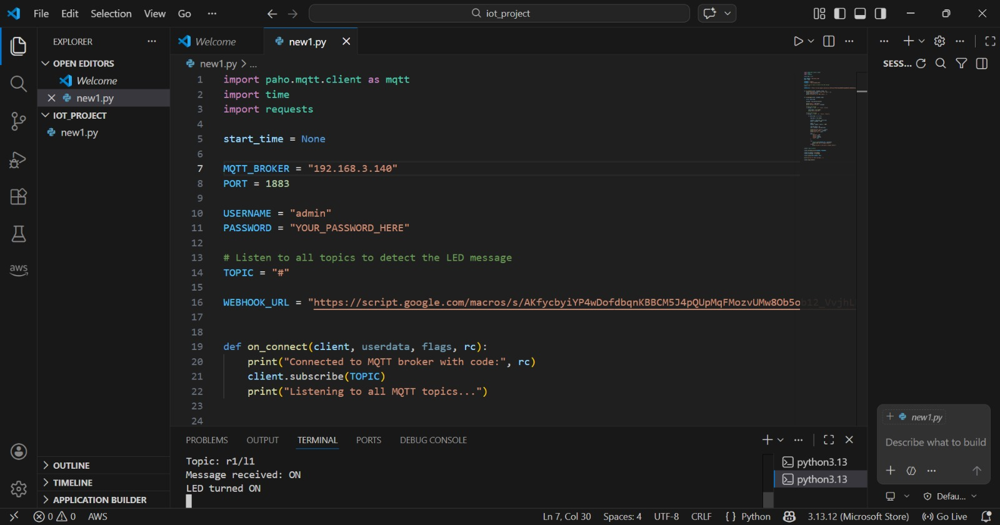 File Edit Selection View Go ... iot_project
EXPLORER ...
OPEN EDITORS
Welcome
new1.py
IOT_PROJECT
new1.py
OUTLINE
TIMELINE
APPLICATION BUILDER
aws
Welcome new1.py
new1.py > ...
1 import paho.mqtt.client as mqtt
2 import time
3 import requests
4
5 start_time = None
6
7 MQTT_BROKER = "192.168.3.140"
8 PORT = 1883
9
10 USERNAME = "admin"
11 PASSWORD = "YOUR_PASSWORD_HERE"
12
13 # Listen to all topics to detect the LED message
14 TOPIC = "#"
15
16 WEBHOOK_URL = "https://script.google.com/macros/s/AKfycbyiYP4wDofdbqnKBBCM5J4pQUpMqFMozvUMw8Ob5o
17
18
19 def on_connect(client, userdata, flags, rc):
20 print("Connected to MQTT broker with code:", rc)
21 client.subscribe(TOPIC)
22 print("Listening to all MQTT topics...")
23
24
PROBLEMS OUTPUT TERMINAL PORTS DEBUG CONSOLE
Topic: r1/l1
Message received: ON
LED turned ON
python3.13
python3.13
SESS...
new1.py
Describe what to build
Defau...
0 0 AWS Ln 7, Col 30 Spaces: 4 UTF-8 CRLF { } Python 3.13.12 (Microsoft Store) Go Live